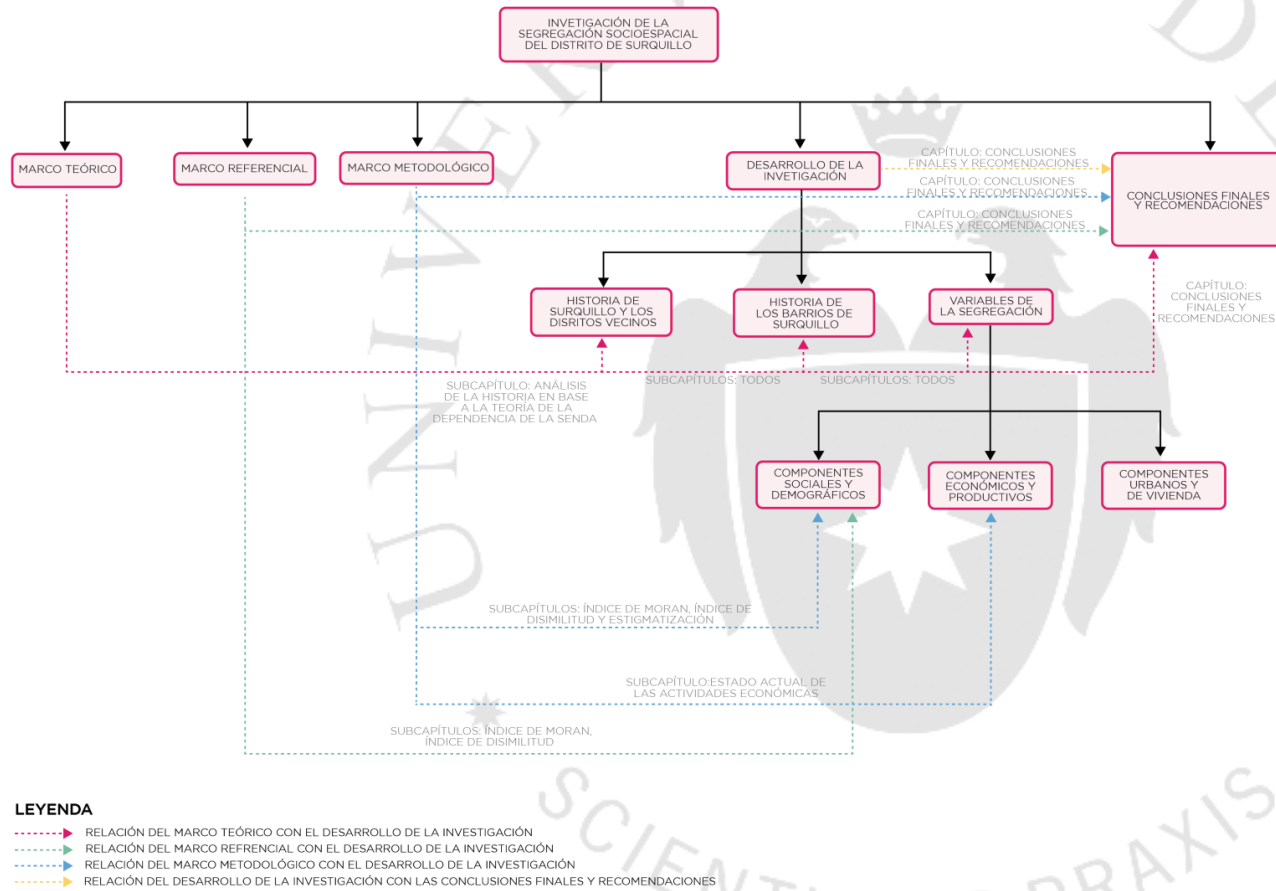 INVETIGACIÓN DE LA
SEGREGACIÓN SOCIOESPACIAL
DEL DISTRITO DE SURQUILLO
MARCO TEÓRICO
MARCO REFERENCIAL
MARCO METODOLÓGICO
DESARROLLO DE LA
INVETIGACIÓN
CAPÍTULO: CONCLUSIONES
FINALES Y RECOMENDACIONES
CAPÍTULO: CONCLUSIONES
FINALES Y RECOMENDACIONES
CAPÍTULO: CONCLUSIONES
FINALES Y RECOMENDACIONES
CONCLUSIONES FINALES
Y RECOMENDACIONES
HISTORIA DE
SURQUILLO Y LOS
DISRITOS VECINOS
HISTORIA DE
LOS BARRIOS DE
SURQUILLO
VARIABLES DE
LA SEGREGACIÓN
CAPÍTULO:
CONCLUSIONES
FINALES Y
RECOMENDACIONES
SUBCAPÍTULO: ANÁLISIS
DE LA HISTORIA EN BASE
A LA TEORÍA DE LA
DEPENDENCIA DE LA SENDA
SUBCAPÍTULOS: TODOS
SUBCAPÍTULOS: TODOS
COMPONENTES
SOCIALES Y
DEMOGRÁFICOS
COMPONENTES
ECONÓMICOS Y
PRODUCTIVOS
COMPONENTES
URBANOS Y
DE VIVIENDA
SUBCAPÍTULOS: ÍNDICE DE MORAN, ÍNDICE DE
DISIMILITUD Y ESTIGMATIZACIÓN
SUBCAPÍTULO:ESTADO ACTUAL DE
LAS ACTIVIDADES ECONÓMICAS
SUBCAPÍTULOS: ÍNDICE DE MORAN,
ÍNDICE DE DISIMILITUD
LEYENDA
RELACIÓN DEL MARCO TEÓRICO CON EL DESARROLLO DE LA INVESTIGACIÓN
RELACIÓN DEL MARCO REFRENCIAL CON EL DESARROLLO DE LA INVESTIGACIÓN
RELACIÓN DEL MARCO METODOLÓGICO CON EL DESARROLLO DE LA INVESTIGACIÓN
RELACIÓN DEL DESARROLLO DE LA INVESTIGACIÓN CON LAS CONCLUSIONES FINALES Y RECOMENDACIONES